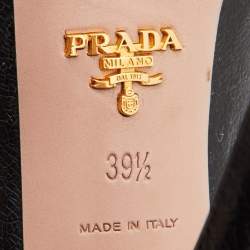 PRADA
MILANO
DAL 1913
39½
MADE IN ITALY